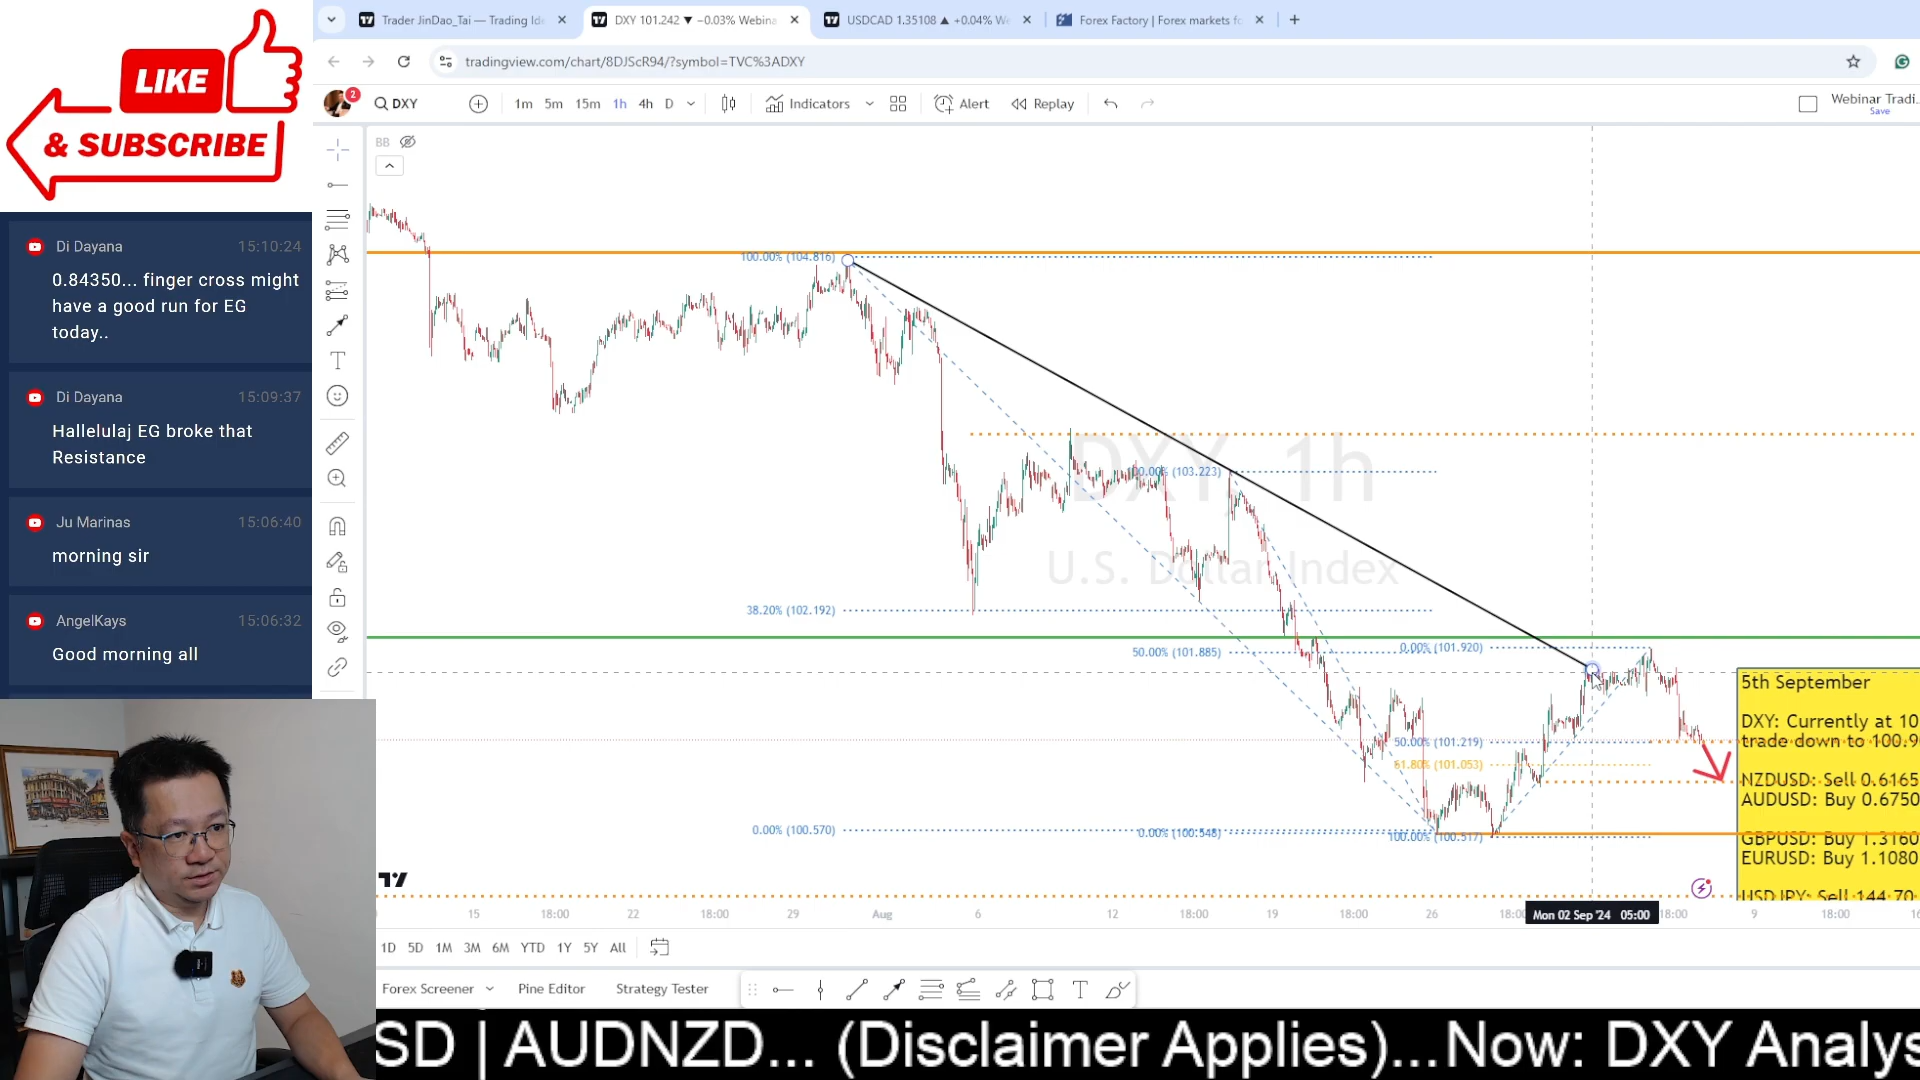 LIKE
& SUBSCRIBE
Di Dayana 15:10:24
0.84350... finger cross might
have a good run for EG
today..
Di Dayana 15:09:37
Hallelulaj EG broke that
Resistance
Ju Marinas 15:06:40
morning sir
AngelKays 15:06:32
Good morning all
Trader JinDao_Tai — Trading Id
DXY 101.242 ▼ −0.03% Webina
USDCAD 1.35108 ▲ +0.04% W
Forex Factory | Forex markets fo
tradingview.com/chart/8DJScR94/?symbol=TVC%3ADXY
2
DXY
1m 5m 15m 1h 4h D
Indicators
Alert
Replay
Webinar Tradi...
Save
BB
DXY, 1h
U.S. Dollar Index
100.00% (104.816)
(103.223)
38.20% (102.192)
50.00% (101.885)
0.00% (101.920)
50.00% (101.219)
61.80% (101.053)
0.00% (100.570)
0.00% (100.548)
100.00% (100.517)
5th September
DXY: Currently at 10
trade down to 100.9
NZDUSD: Sell 0.6165
AUDUSD: Buy 0.6750
GBPUSD: Buy 1.3160
EURUSD: Buy 1.1080
USDJPY: Sell 144.70
15 18:00 22 18:00 29 Aug 6 12 18:00 19 18:00 26 18:00 Mon 02 Sep '24 05:00 18:00 9 18:00
1D 5D 1M 3M 6M YTD 1Y 5Y All
Forex Screener
Pine Editor
Strategy Tester
SD | AUDNZD... (Disclaimer Applies)...Now: DXY Analys